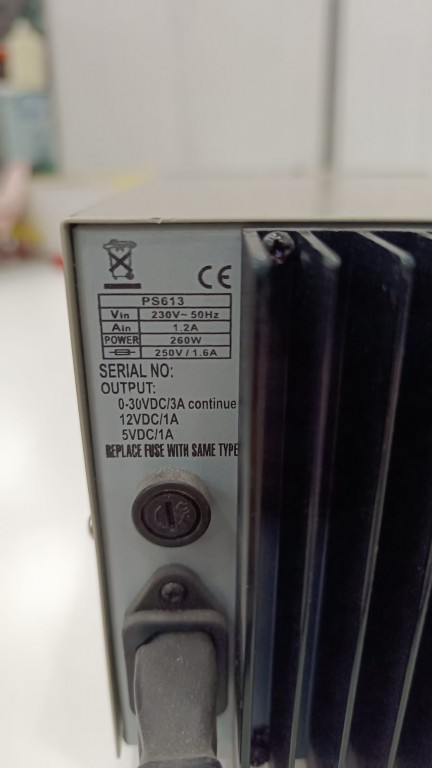 CE
PS613
Vin 230V~50Hz
Ain 1.2A
POWER 260W
250V/1.6A
SERIAL NO:
OUTPUT:
0-30VDC/3A continue
12VDC/1A
5VDC/1A
REPLACE FUSE WITH SAME TYPE